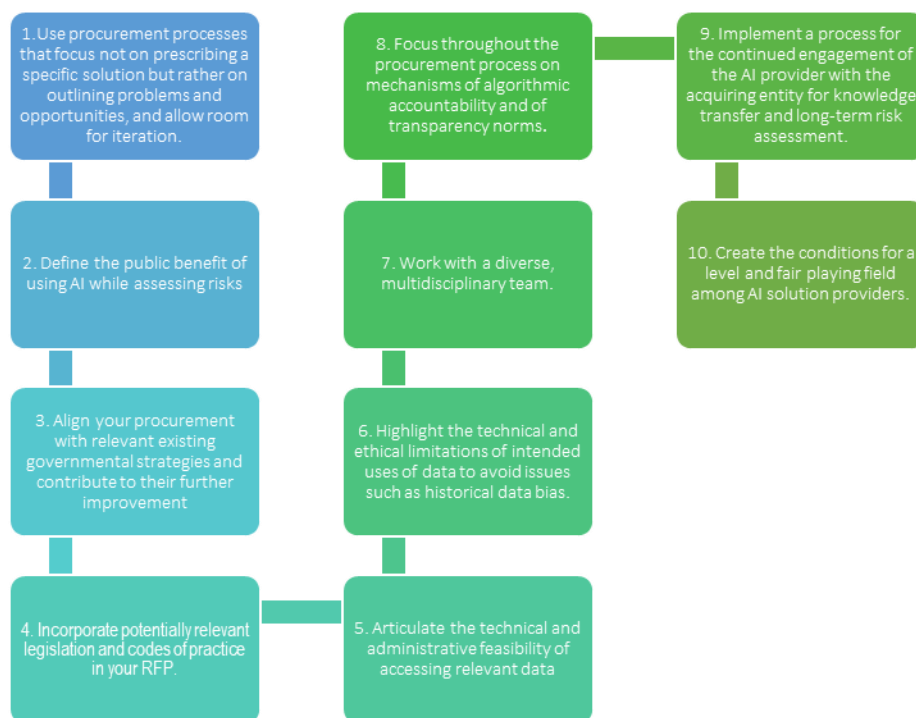 1.Use procurement processes
that focus not on prescribing a
specific solution but rather on
outlining problems and
opportunities, and allow room
for iteration.
2. Define the public benefit of
using AI while assessing risks
3. Align your procurement
with relevant existing
governmental strategies and
contribute to their further
improvement
4. Incorporate potentially relevant
legislation and codes of practice
in your RFP.
5. Articulate the technical and
administrative feasibility of
accessing relevant data
6. Highlight the technical and
ethical limitations of intended
uses of data to avoid issues
such as historical data bias.
7. Work with a diverse,
multidisciplinary team.
8. Focus throughout the
procurement process on
mechanisms of algorithmic
accountability and of
transparency norms.
9. Implement a process for
the continued engagement of
the AI provider with the
acquiring entity for knowledge
transfer and long-term risk
assessment.
10. Create the conditions for a
level and fair playing field
among AI solution providers.